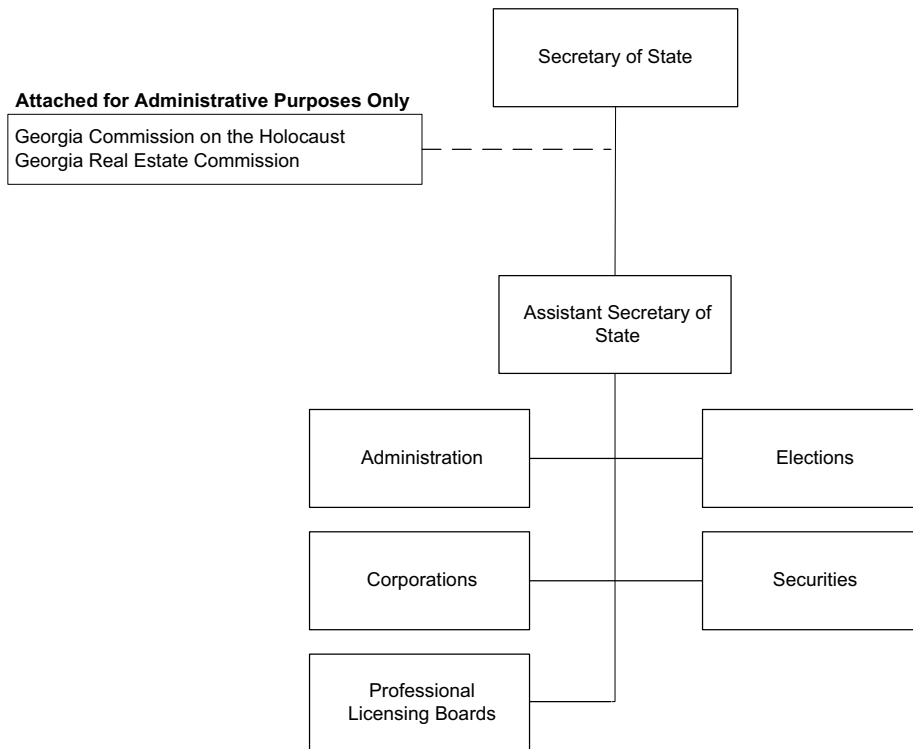 Secretary of State
Attached for Administrative Purposes Only
Georgia Commission on the Holocaust
Georgia Real Estate Commission
Assistant Secretary of
State
Administration
Elections
Corporations
Securities
Professional
Licensing Boards